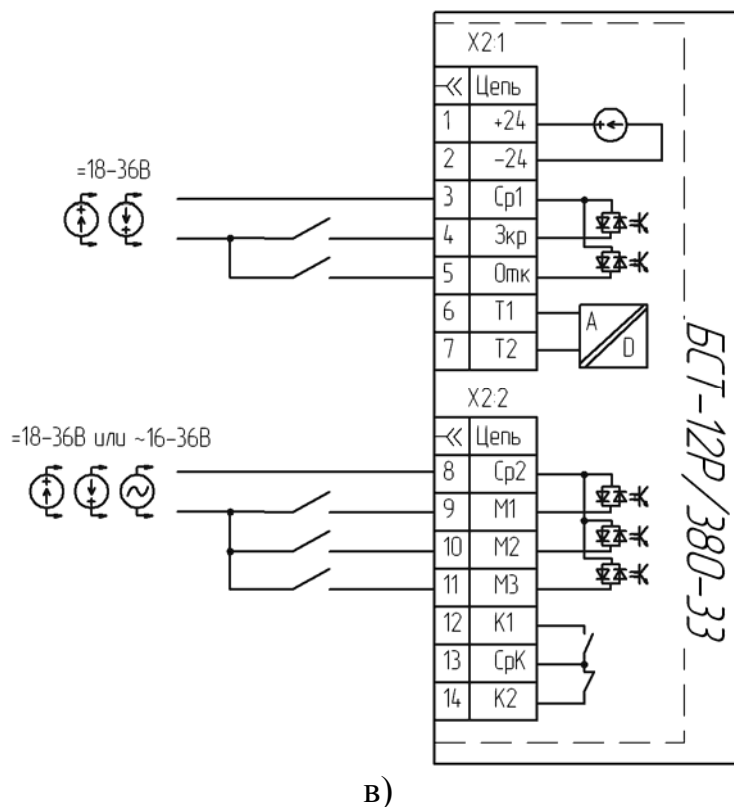 X2:1
Цепь
1 +24
2 -24
=18-36В
3 Ср1
4 Зкр
5 Отк
6 Т1
7 Т2
A
D
БСТ-12Р/380-33
X2:2
=18-36В или ~16-36В
Цепь
8 Ср2
9 М1
10 М2
11 М3
12 К1
13 СрК
14 К2
в)